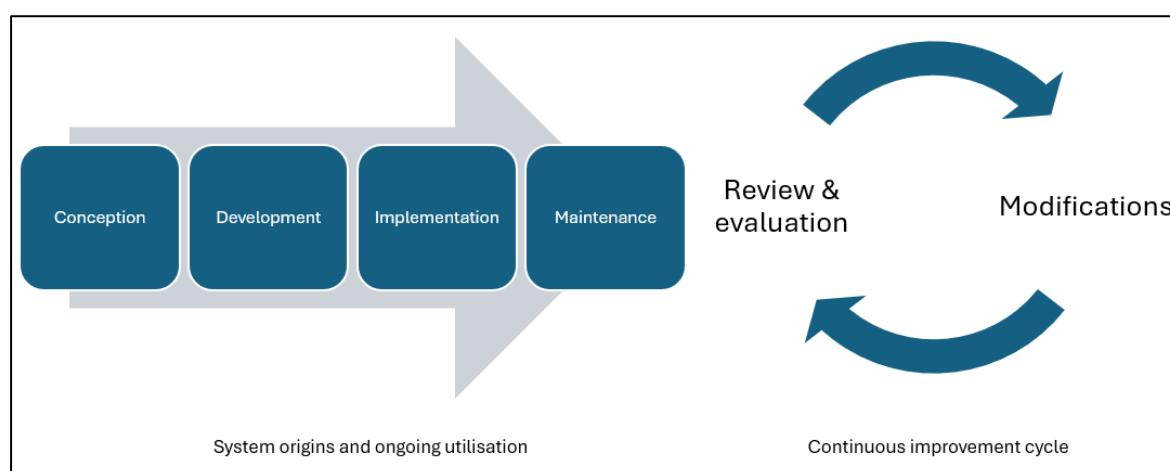 Conception
Development
Implementation
Maintenance
Review &
evaluation
Modifications
System origins and ongoing utilisation
Continuous improvement cycle